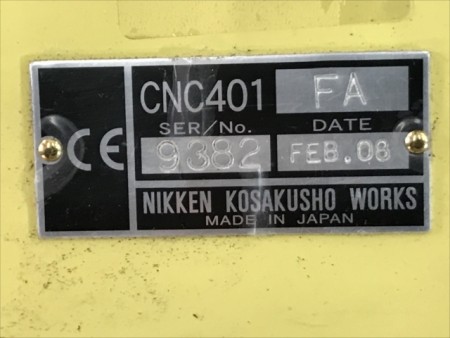 CE
CNC401 FA
SER/No. DATE
9382 FEB.08
NIKKEN KOSAKUSHO WORKS
MADE IN JAPAN